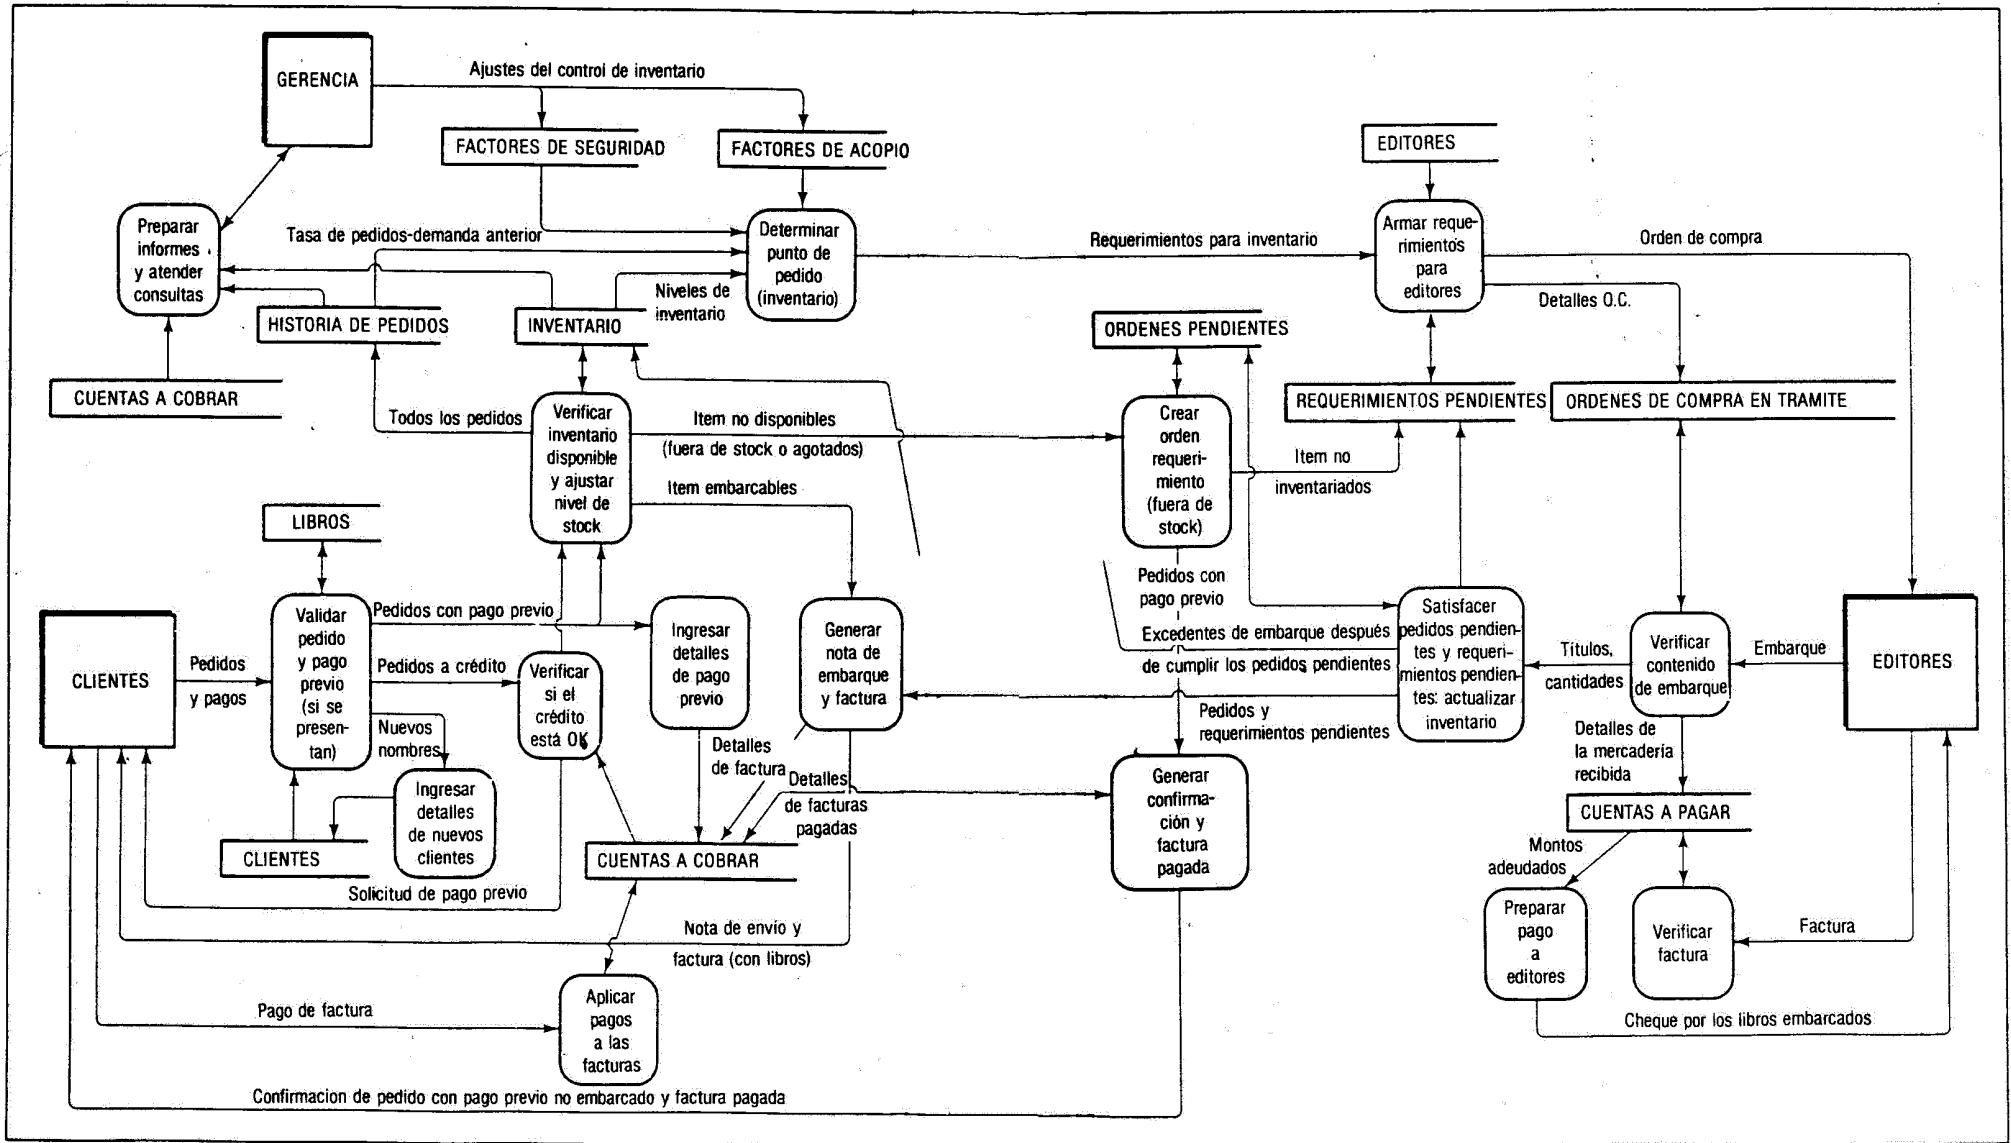 GERENCIA
Ajustes del control de inventario
FACTORES DE SEGURIDAD
FACTORES DE ACOPIO
EDITORES
Preparar
informes
y atender
consultas
Tasa de pedidos-demanda anterior
Determinar
punto de
pedido
(inventario)
Requerimientos para inventario
Armar reque-
rimientos
para
editores
Orden de compra
Detalles O.C.
Niveles de
inventario
HISTORIA DE PEDIDOS
INVENTARIO
ORDENES PENDIENTES
CUENTAS A COBRAR
REQUERIMIENTOS PENDIENTES
ORDENES DE COMPRA EN TRAMITE
Todos los pedidos
Verificar
inventario
disponible
y ajustar
nivel de
stock
Item no disponibles
(fuera de stock o agotados)
Item embarcables
Crear
orden
requeri-
miento
(fuera de
stock)
Item no
inventariados
LIBROS
CLIENTES
Pedidos
y pagos
Validar
pedido
y pago
previo
(si se
presen-
tan)
Pedidos con pago previo
Pedidos a crédito
Nuevos
nombres
Verificar
si el
crédito
está OK
Ingresar
detalles
de pago
previo
Generar
nota de
embarque
y factura
Pedidos con
pago previo
Excedentes de embarque después
de cumplir los pedidos pendientes
Pedidos y
requerimientos pendientes
Satisfacer
pedidos pendien-
tes y requeri-
mientos pendien-
tes: actualizar
inventario
Títulos,
cantidades
Verificar
contenido
de embarque
Embarque
EDITORES
Detalles de
la mercadería
recibida
Ingresar
detalles
de nuevos
clientes
CLIENTES
Detalles
de factura
Detalles
de facturas
pagadas
CUENTAS A COBRAR
Generar
confirma-
ción y
factura
pagada
CUENTAS A PAGAR
Montos
adeudados
Solicitud de pago previo
Nota de envío y
factura (con libros)
Preparar
pago
a
editores
Verificar
factura
Factura
Pago de factura
Aplicar
pagos
a las
facturas
Cheque por los libros embarcados
Confirmacion de pedido con pago previo no embarcado y factura pagada